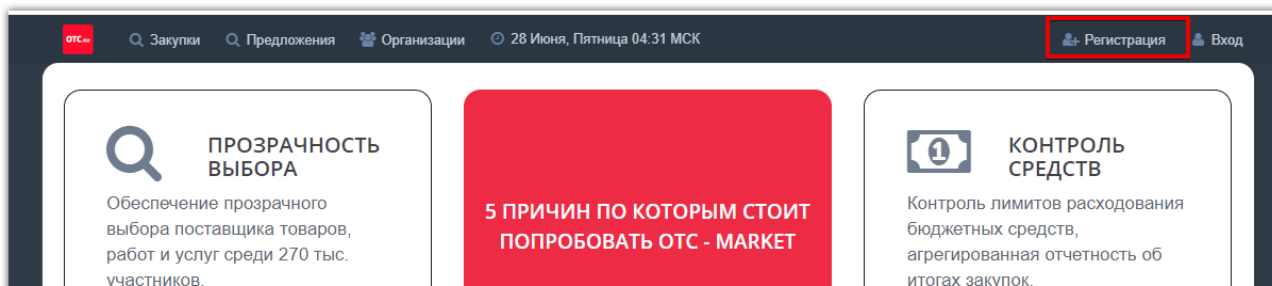 OTC.RU Закупки Предложения Организации 28 Июня, Пятница 04:31 МСК Регистрация Вход
ПРОЗРАЧНОСТЬ
ВЫБОРА
Обеспечение прозрачного
выбора поставщика товаров,
работ и услуг среди 270 тыс.
участников.
5 ПРИЧИН ПО КОТОРЫМ СТОИТ
ПОПРОБОВАТЬ ОТС - MARKET
1
КОНТРОЛЬ
СРЕДСТВ
Контроль лимитов расходования
бюджетных средств,
агрегированная отчетность об
итогах закупок.